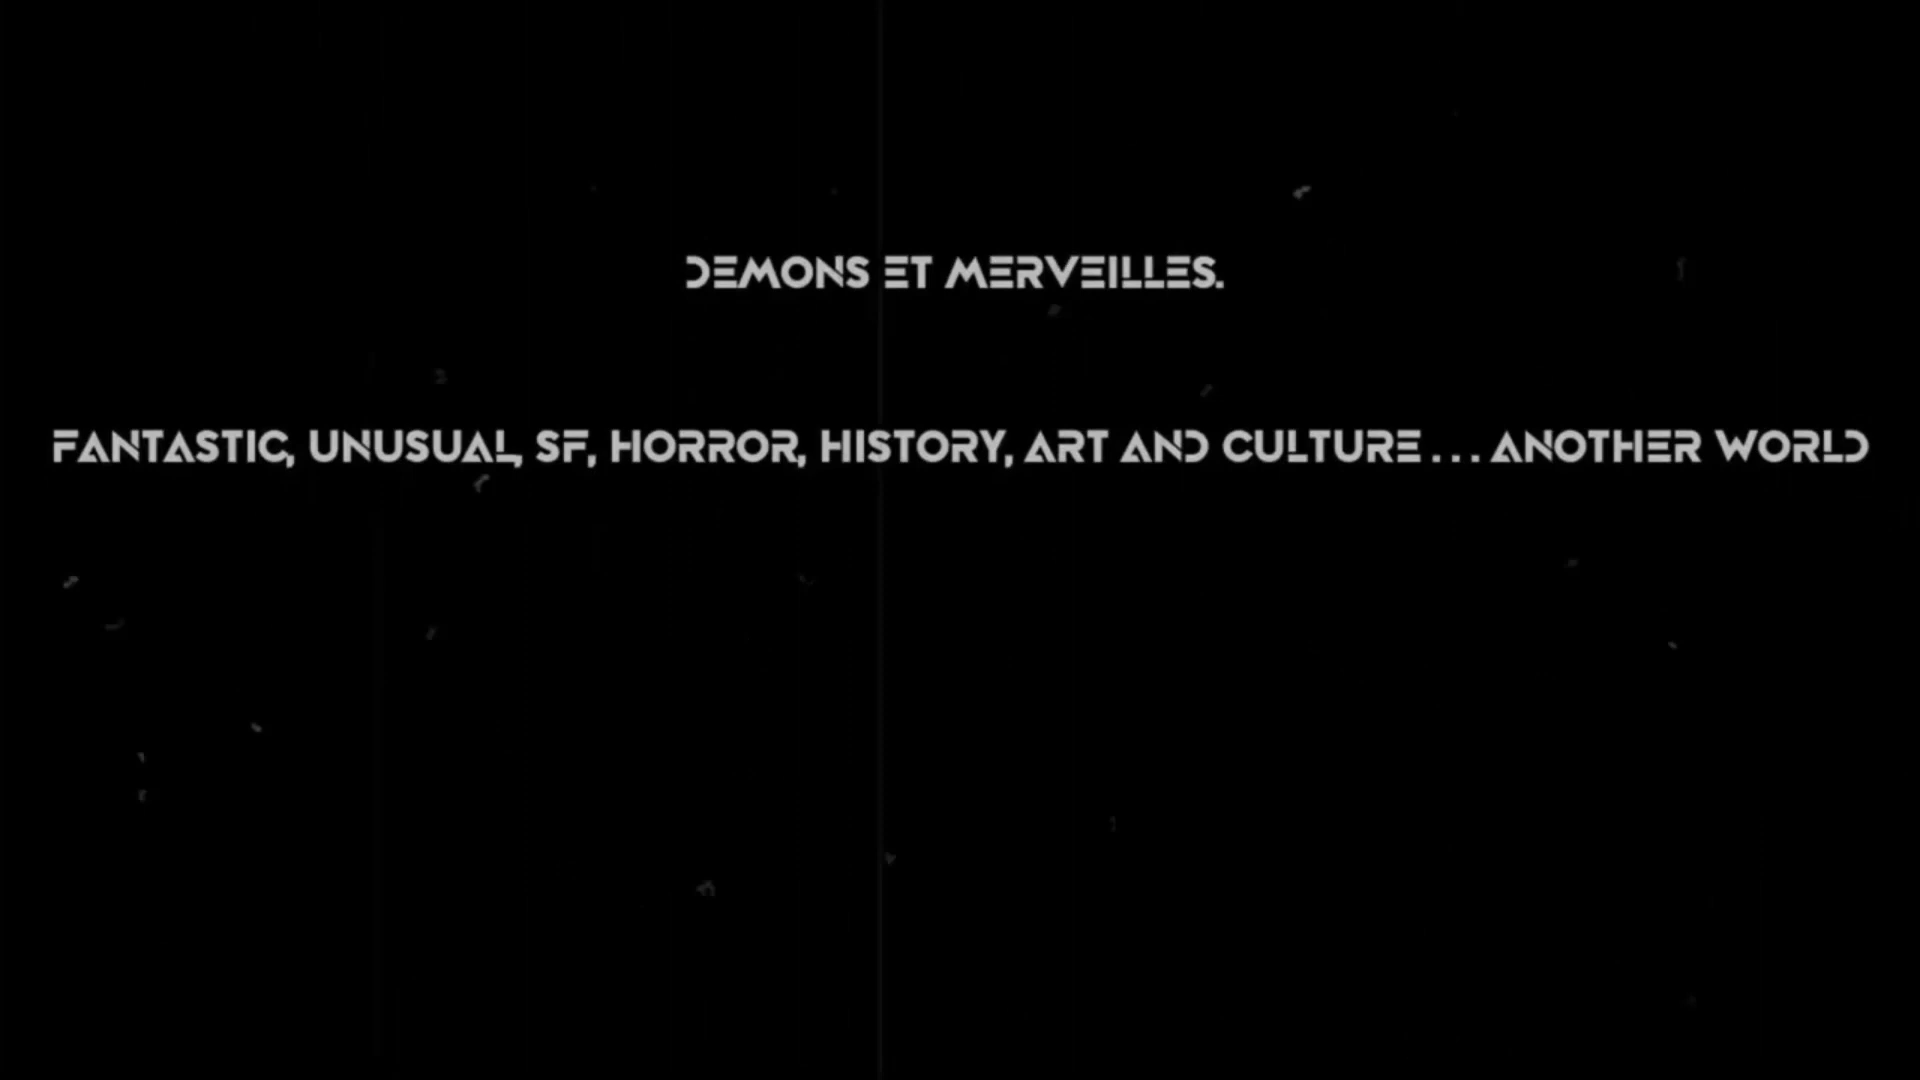 DEMONS ET MERVEILLES.
FANTASTIC, UNUSUAL, SF, HORROR, HISTORY, ART AND CULTURE . . . ANOTHER WORLD